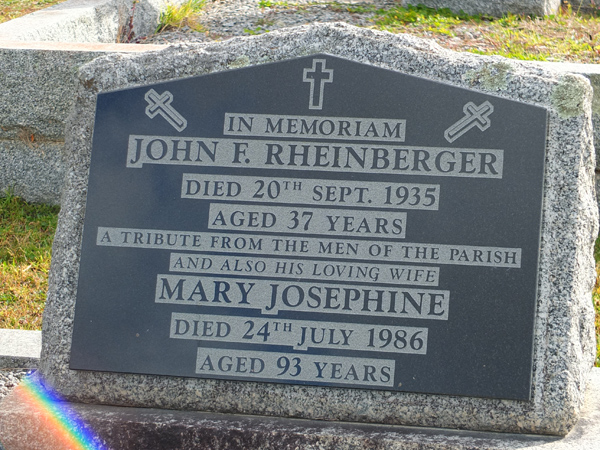 IN MEMORIAM
JOHN F. RHEINBERGER
DIED 20TH SEPT. 1935
AGED 37 YEARS
A TRIBUTE FROM THE MEN OF THE PARISH
AND ALSO HIS LOVING WIFE
MARY JOSEPHINE
DIED 24TH JULY 1986
AGED 93 YEARS